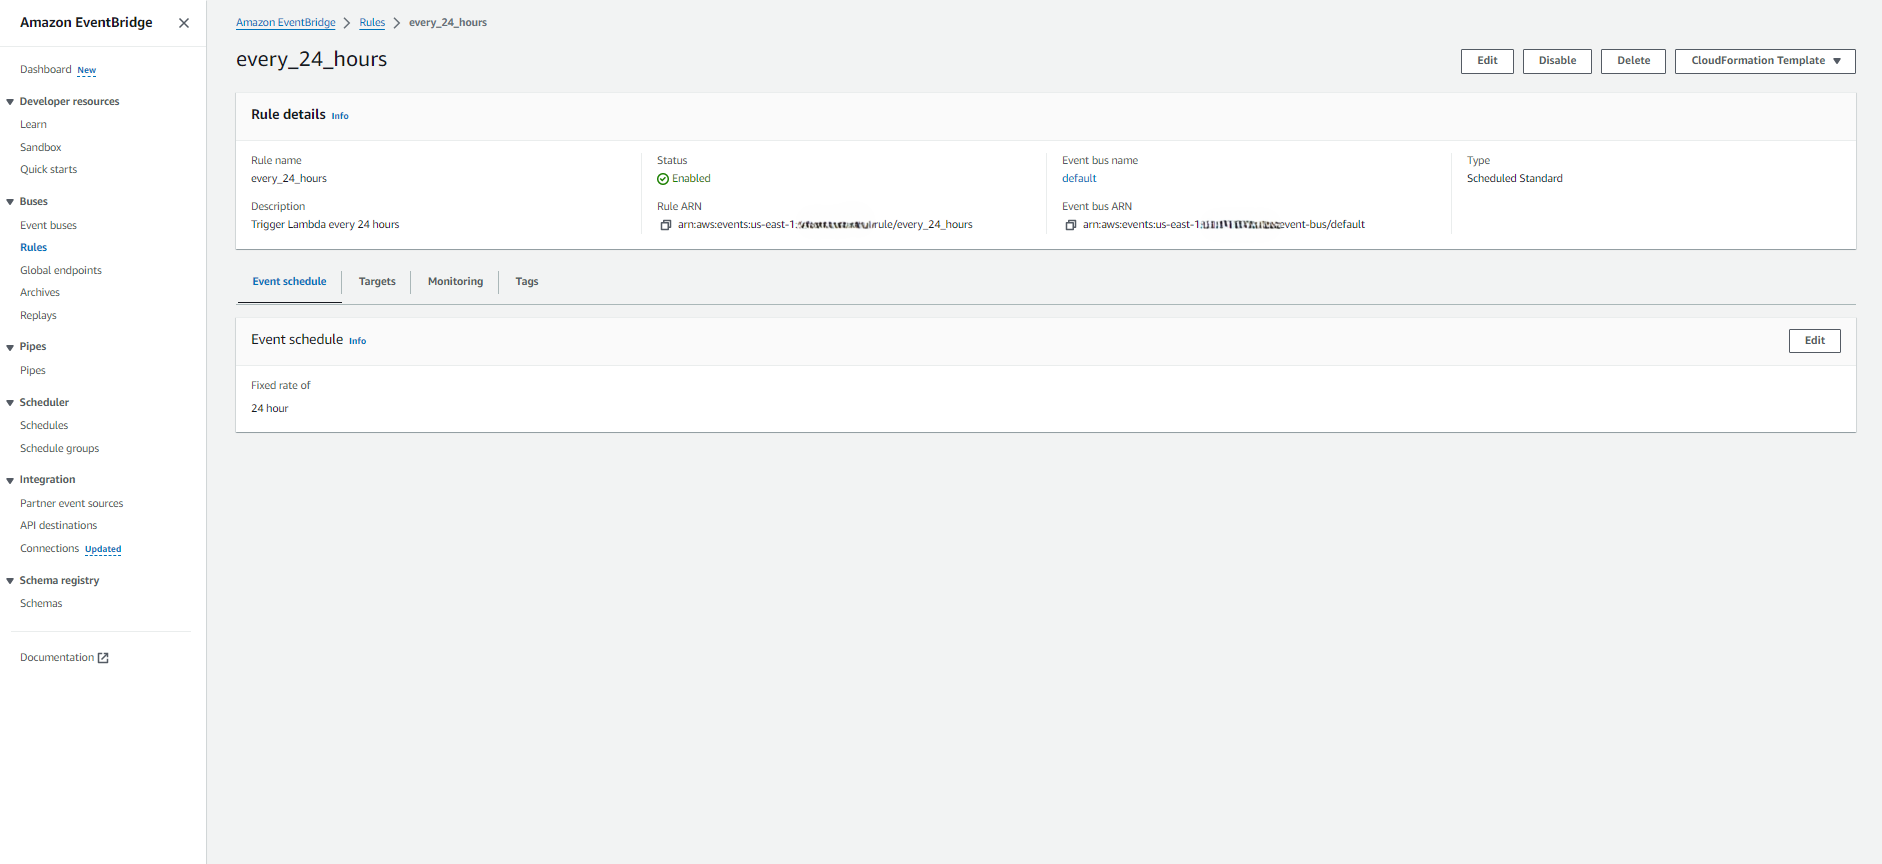 Amazon EventBridge
Dashboard New
Developer resources
Learn
Sandbox
Quick starts
Buses
Event buses
Rules
Global endpoints
Archives
Replays
Pipes
Pipes
Scheduler
Schedules
Schedule groups
Integration
Partner event sources
API destinations
Connections Updated
Schema registry
Schemas
Documentation
Amazon EventBridge > Rules > every_24_hours
every_24_hours
Edit Disable Delete CloudFormation Template
Rule details Info
Rule name
every_24_hours
Description
Trigger Lambda every 24 hours
Status
Enabled
Rule ARN
arn:aws:events:us-east-1: rule/every_24_hours
Event bus name
default
Event bus ARN
arn:aws:events:us-east-1: event-bus/default
Type
Scheduled Standard
Event schedule Targets Monitoring Tags
Event schedule Info
Edit
Fixed rate of
24 hour